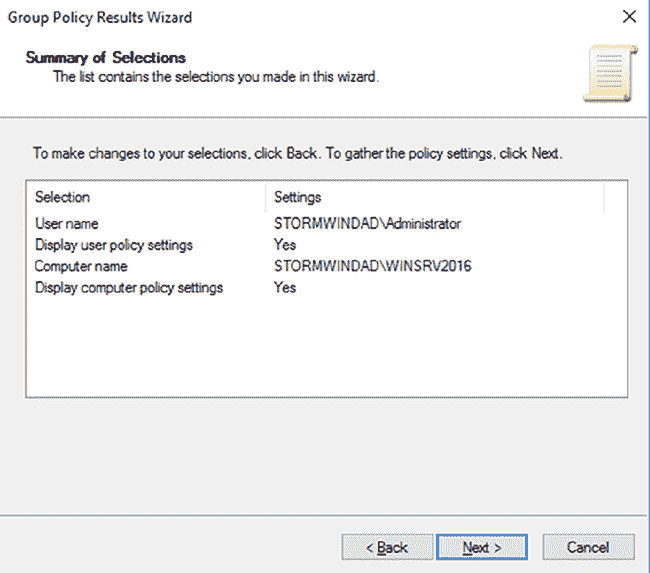 Group Policy Results Wizard
Summary of Selections
The list contains the selections you made in this wizard.
To make changes to your selections, click Back. To gather the policy settings, click Next.
Selection Settings
User name STORMWINDAD\Administrator
Display user policy settings Yes
Computer name STORMWINDAD\WINSRV2016
Display computer policy settings Yes
< Back Next > Cancel